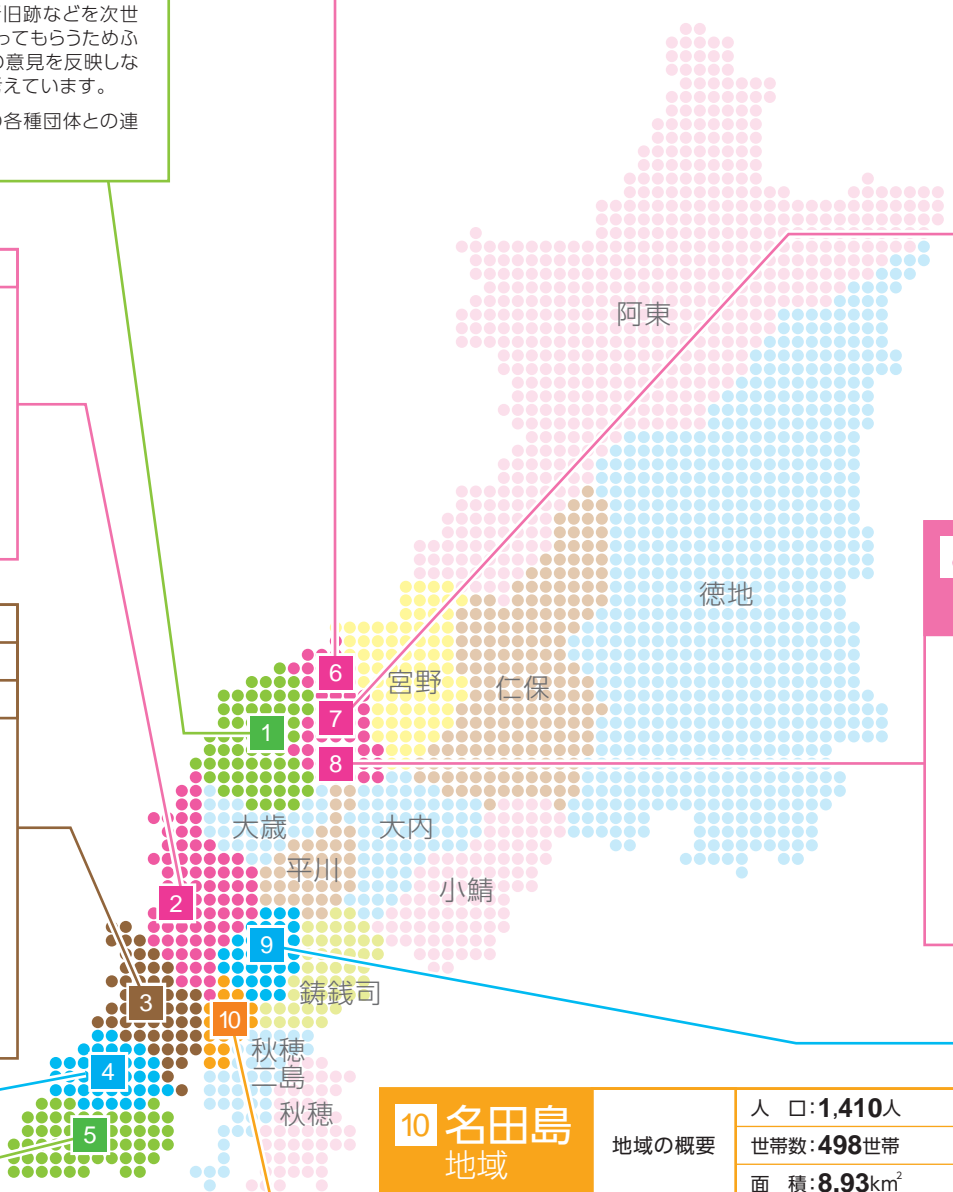 旧跡などを次世
ってもらうためふ
の意見を反映しな
考えています。
の各種団体との連
阿東
徳地
宮野
仁保
6
7
1
8
大歳
大内
平川
小鯖
2
9
鋳銭司
3
10
秋穂
二島
4
秋穂
5
10 名田島
地域
地域の概要
人　口：1,410人
世帯数：498世帯
面　積：8.93km²